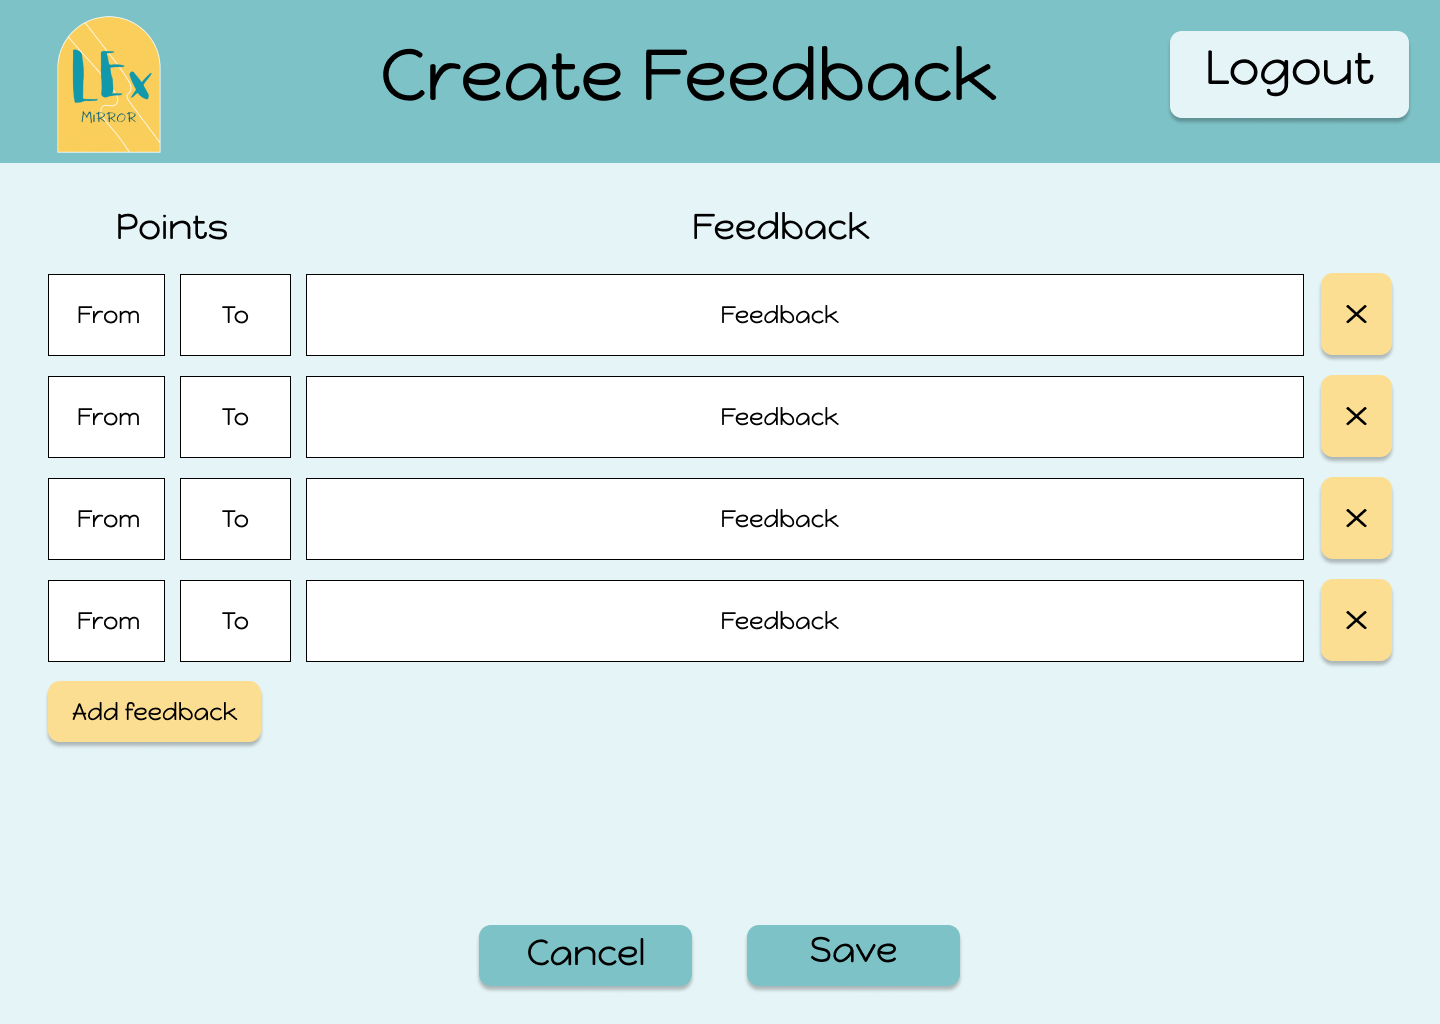 LEx
MiRROR
Create Feedback
Logout
Points
Feedback
From
To
Feedback
X
From
To
Feedback
X
From
To
Feedback
X
From
To
Feedback
X
Add feedback
Cancel
Save